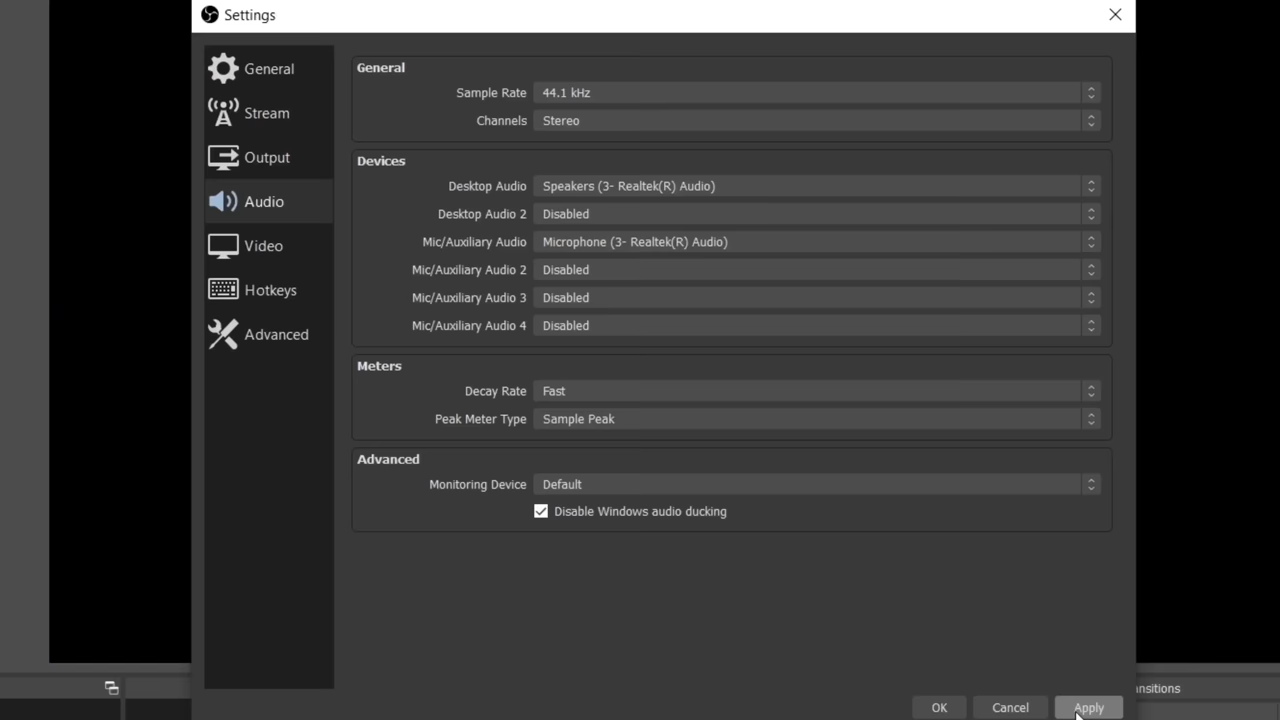 Settings
General
Stream
Output
Audio
Video
Hotkeys
Advanced
General
Sample Rate 44.1 kHz
Channels Stereo
Devices
Desktop Audio Speakers (3- Realtek(R) Audio)
Desktop Audio 2 Disabled
Mic/Auxiliary Audio Microphone (3- Realtek(R) Audio)
Mic/Auxiliary Audio 2 Disabled
Mic/Auxiliary Audio 3 Disabled
Mic/Auxiliary Audio 4 Disabled
Meters
Decay Rate Fast
Peak Meter Type Sample Peak
Advanced
Monitoring Device Default
Disable Windows audio ducking
ansitions
OK Cancel Apply